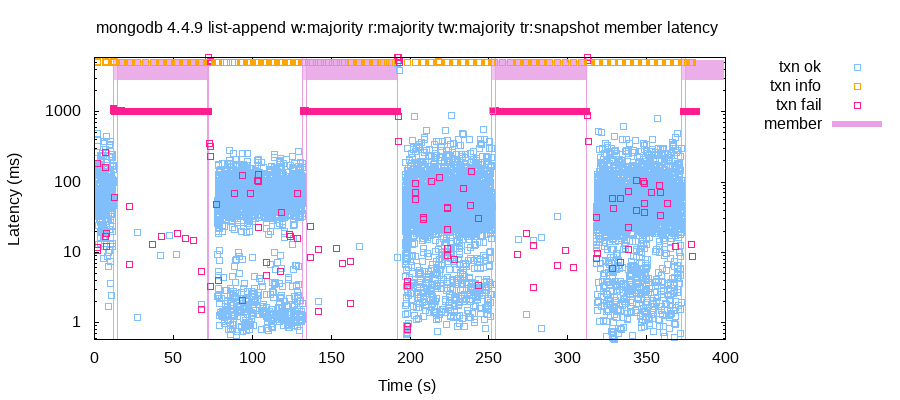 mongodb 4.4.9 list-append w:majority r:majority tw:majority tr:snapshot member latency
txn ok
txn info
txn fail
member
1000
100
10
1
Latency (ms)
0 50 100 150 200 250 300 350 400
Time (s)